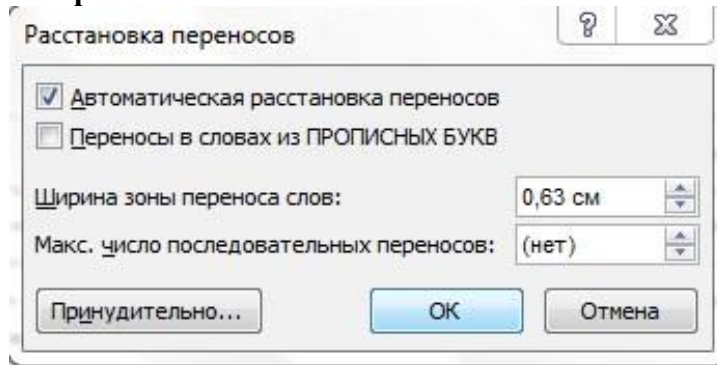 Расстановка переносов
Автоматическая расстановка переносов
Переносы в словах из ПРОПИСНЫХ БУКВ
Ширина зоны переноса слов: 0,63 см
Макс. число последовательных переносов: (нет)
Принудительно... ОК Отмена